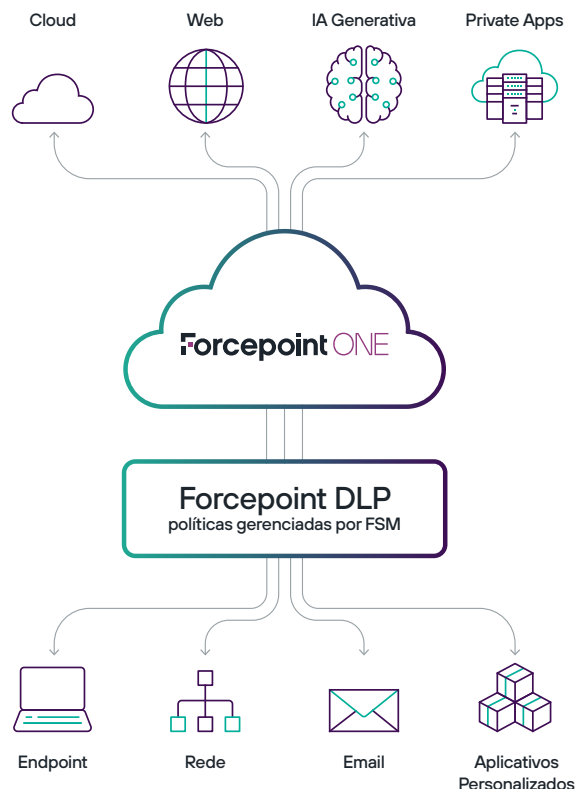 Cloud
Web
IA Generativa
Private Apps
Forcepoint ONE
Forcepoint DLP
políticas gerenciadas por FSM
Endpoint
Rede
Email
Aplicativos
Personalizados